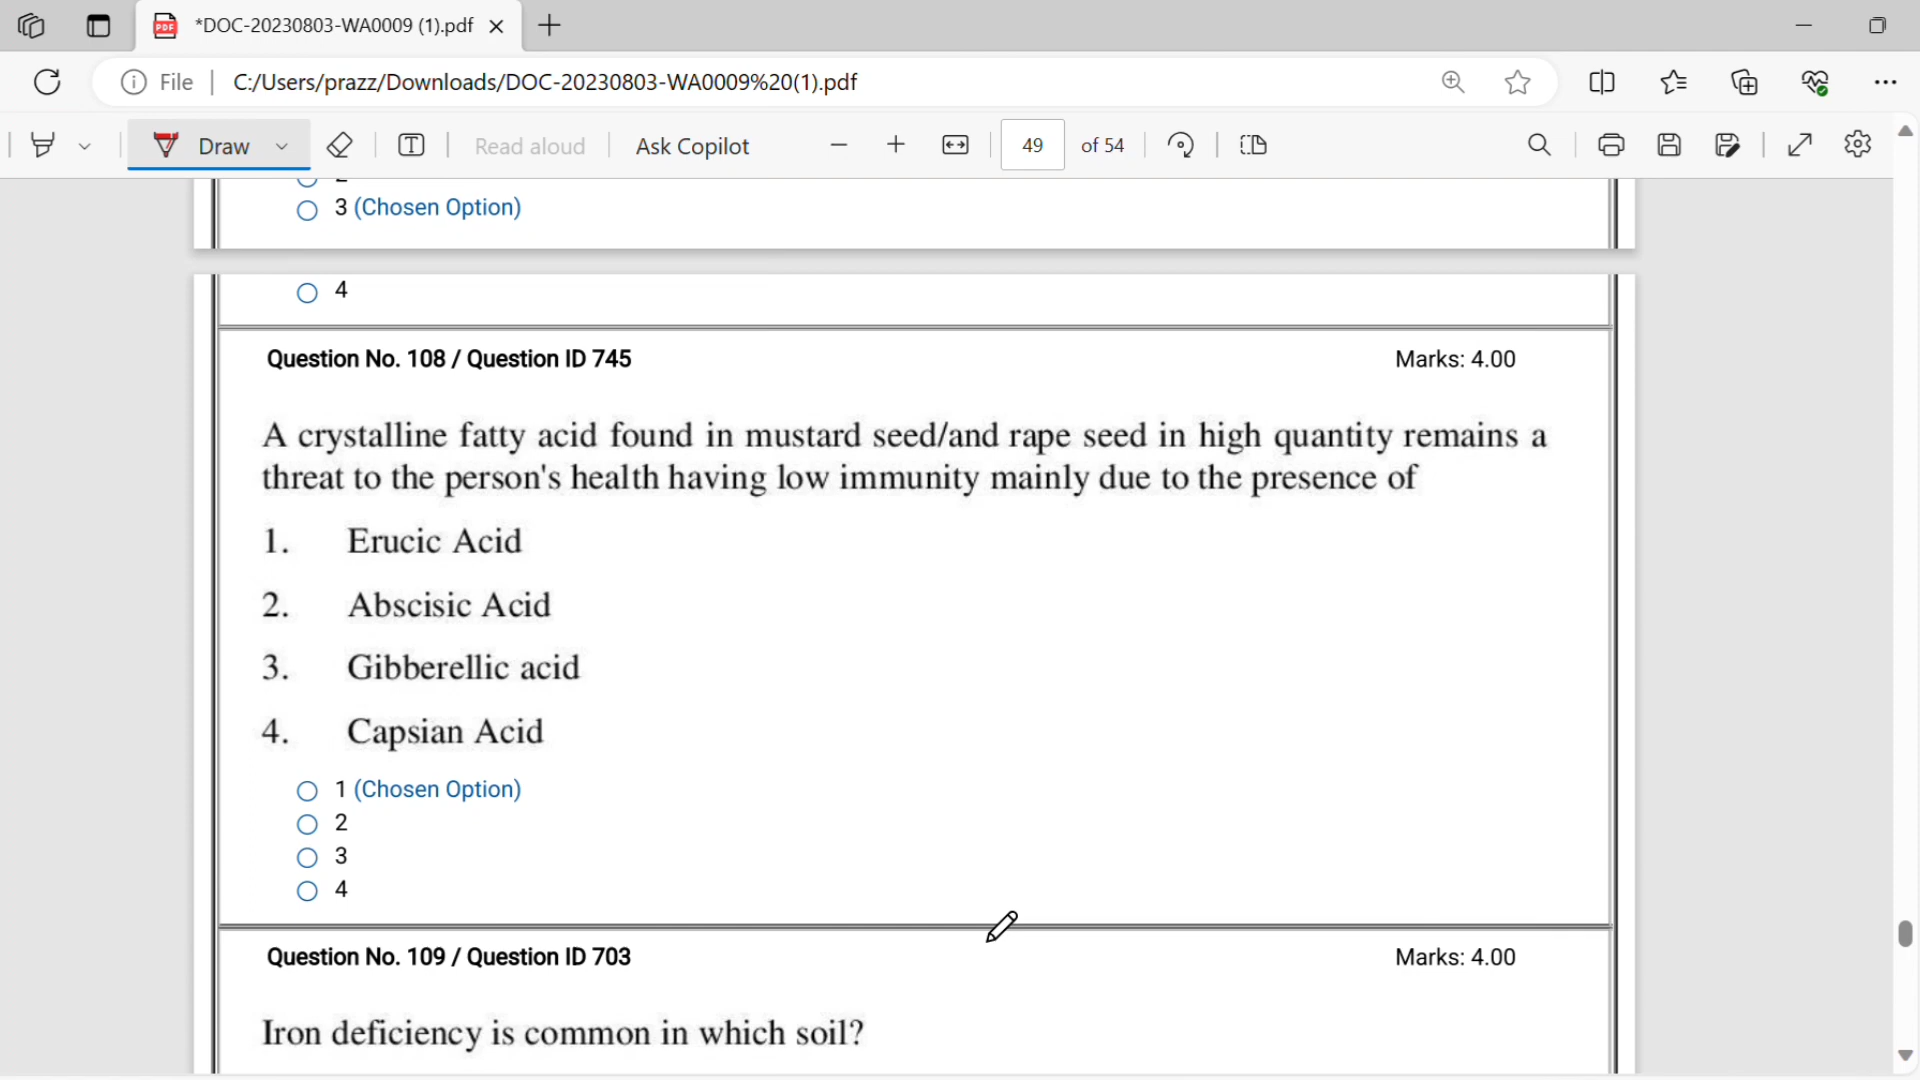 *DOC-20230803-WA0009 (1).pdf
File C:/Users/prazz/Downloads/DOC-20230803-WA0009%20(1).pdf
Draw Read aloud Ask Copilot 49 of 54
3 (Chosen Option)
4
Question No. 108 / Question ID 745 Marks: 4.00
A crystalline fatty acid found in mustard seed/and rape seed in high quantity remains a
threat to the person's health having low immunity mainly due to the presence of
1. Erucic Acid
2. Abscisic Acid
3. Gibberellic acid
4. Capsian Acid
1 (Chosen Option)
2
3
4
Question No. 109 / Question ID 703 Marks: 4.00
Iron deficiency is common in which soil?